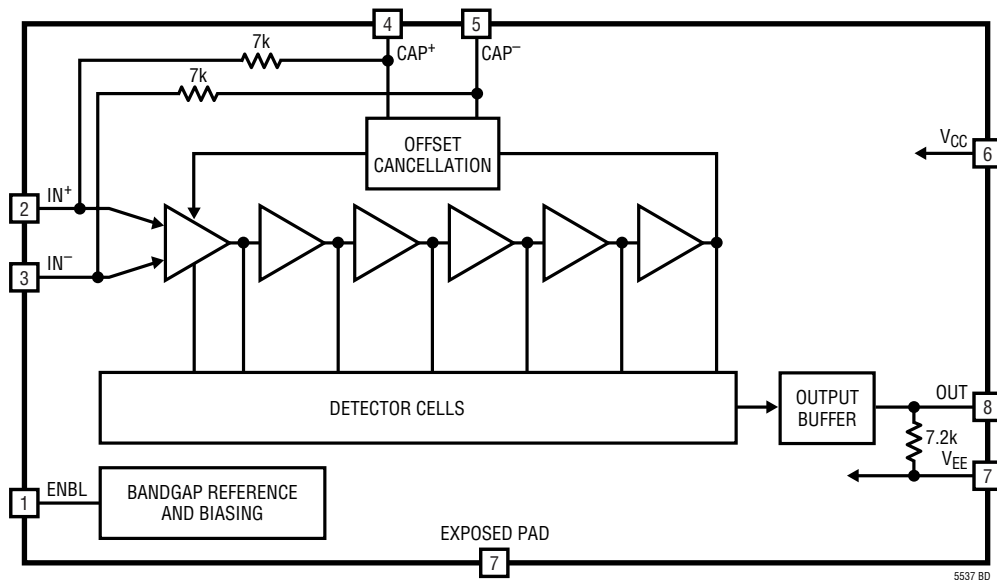 4
5
7k
CAP+
CAP–
7k
OFFSET
CANCELLATION
VCC
6
2
IN+
3
IN–
DETECTOR CELLS
OUTPUT
BUFFER
OUT
8
7.2k
VEE
7
1
ENBL
BANDGAP REFERENCE
AND BIASING
EXPOSED PAD
7
5537 BD